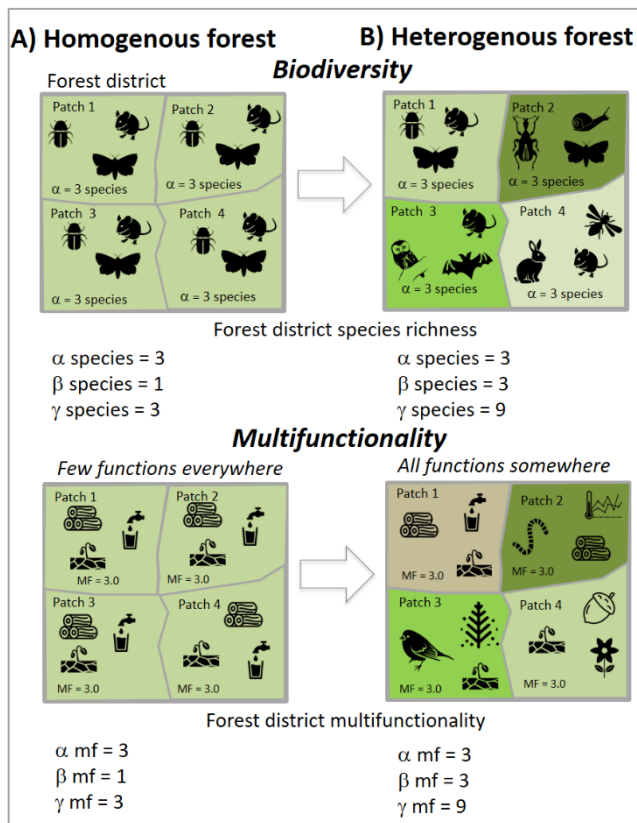 A) Homogenous forest
B) Heterogenous forest
Biodiversity
Forest district
Patch 1
Patch 2
α = 3 species
α = 3 species
Patch 3
Patch 4
α = 3 species
α = 3 species
Patch 1
Patch 2
α = 3 species
α = 3 species
Patch 3
Patch 4
α = 3 species
α = 3 species
Forest district species richness
α species = 3
β species = 1
γ species = 3
α species = 3
β species = 3
γ species = 9
Multifunctionality
Few functions everywhere
All functions somewhere
Patch 1
Patch 2
MF = 3.0
MF = 3.0
Patch 3
Patch 4
MF = 3.0
MF = 3.0
Patch 1
Patch 2
MF = 3.0
MF = 3.0
Patch 3
Patch 4
MF = 3.0
MF = 3.0
Forest district multifunctionality
α mf = 3
β mf = 1
γ mf = 3
α mf = 3
β mf = 3
γ mf = 9